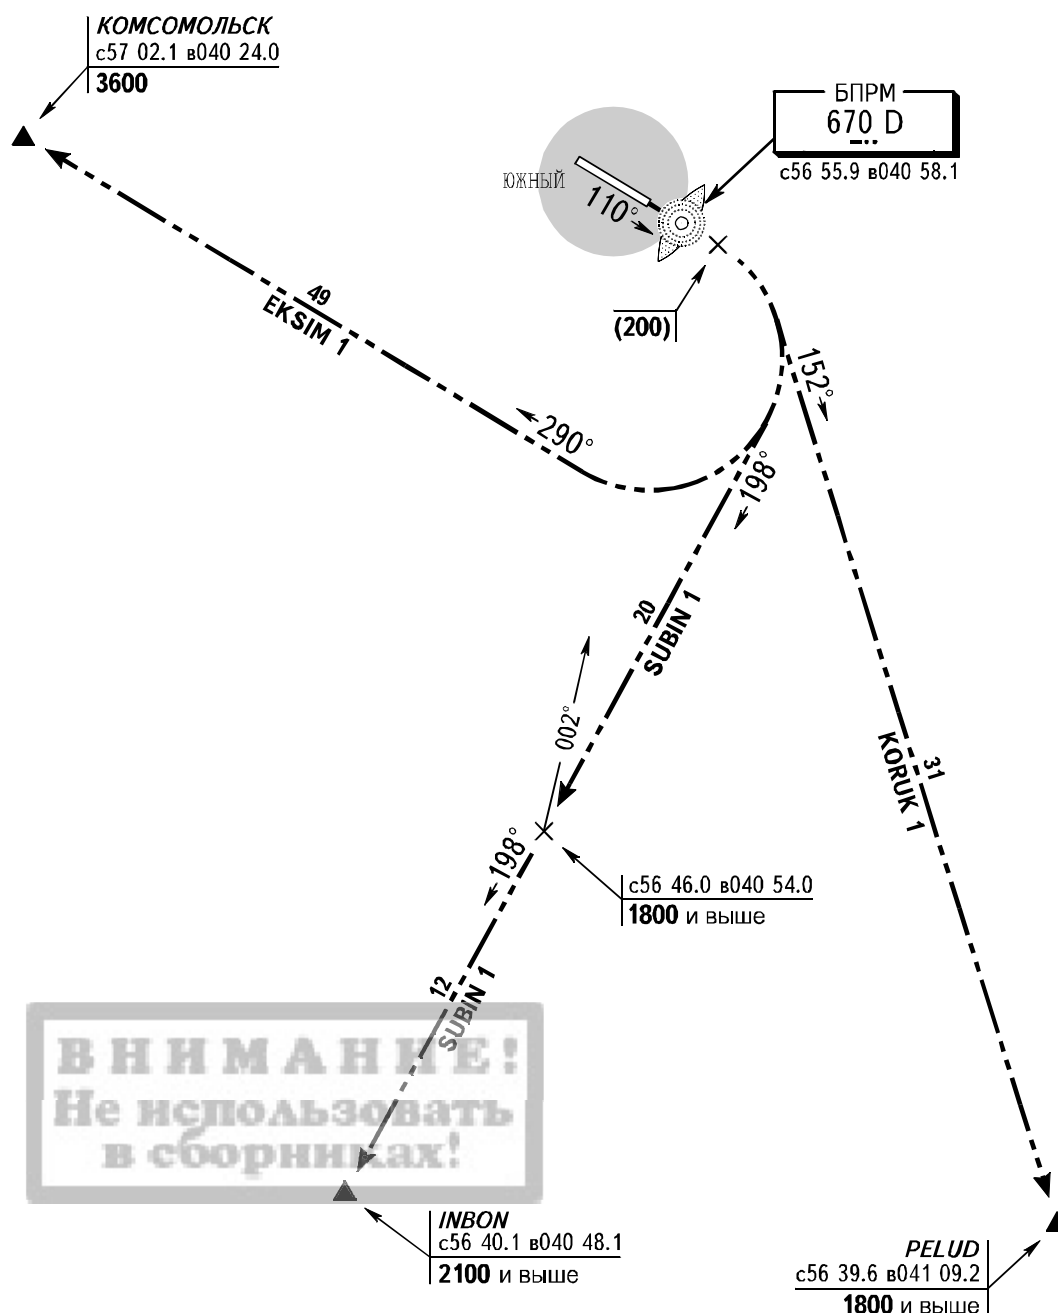 КОМСОМОЛЬСК
с57 02.1 в040 24.0
3600
БПРМ
670 D
с56 55.9 в040 58.1
ЮЖНЫЙ
110°
(200)
49
EKSIM 1
152°
290°
198°
20
SUBIN 1
002°
31
KORUK 1
198°
с56 46.0 в040 54.0
1800 и выше
12
SUBIN 1
ВНИМАНИЕ!
Не использовать
в сборниках!
INBON
с56 40.1 в040 48.1
2100 и выше
PELUD
с56 39.6 в041 09.2
1800 и выше